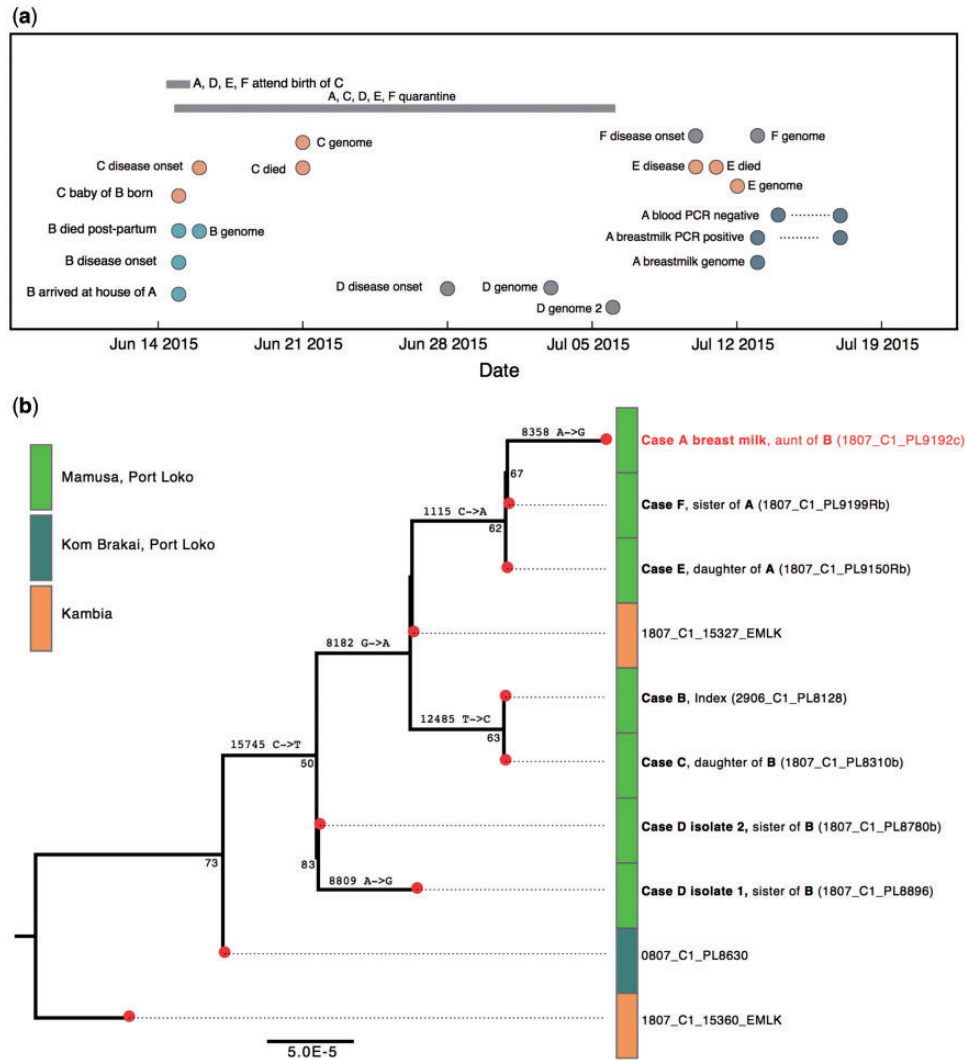 (a)
A, D, E, F attend birth of C
A, C, D, E, F quarantine
F disease onset
F genome
C genome
C disease onset
C died
E disease
E died
E genome
C baby of B born
A blood PCR negative
B died post-partum
B genome
A breastmilk PCR positive
B disease onset
A breastmilk genome
B arrived at house of A
D disease onset
D genome
D genome 2
Jun 14 2015
Jun 21 2015
Jun 28 2015
Jul 05 2015
Jul 12 2015
Jul 19 2015
Date
(b)
Mamusa, Port Loko
Kom Brakai, Port Loko
Kambia
8358 A->G
Case A breast milk, aunt of B (1807_C1_PL9192c)
67
Case F, sister of A (1807_C1_PL9199Rb)
1115 C->A
62
Case E, daughter of A (1807_C1_PL9150Rb)
1807_C1_15327_EMLK
8182 G->A
Case B, Index (2906_C1_PL8128)
12485 T->C
63
Case C, daughter of B (1807_C1_PL8310b)
15745 C->T
50
Case D isolate 2, sister of B (1807_C1_PL8780b)
83
8809 A->G
Case D isolate 1, sister of B (1807_C1_PL8896)
73
0807_C1_PL8630
1807_C1_15360_EMLK
5.0E-5